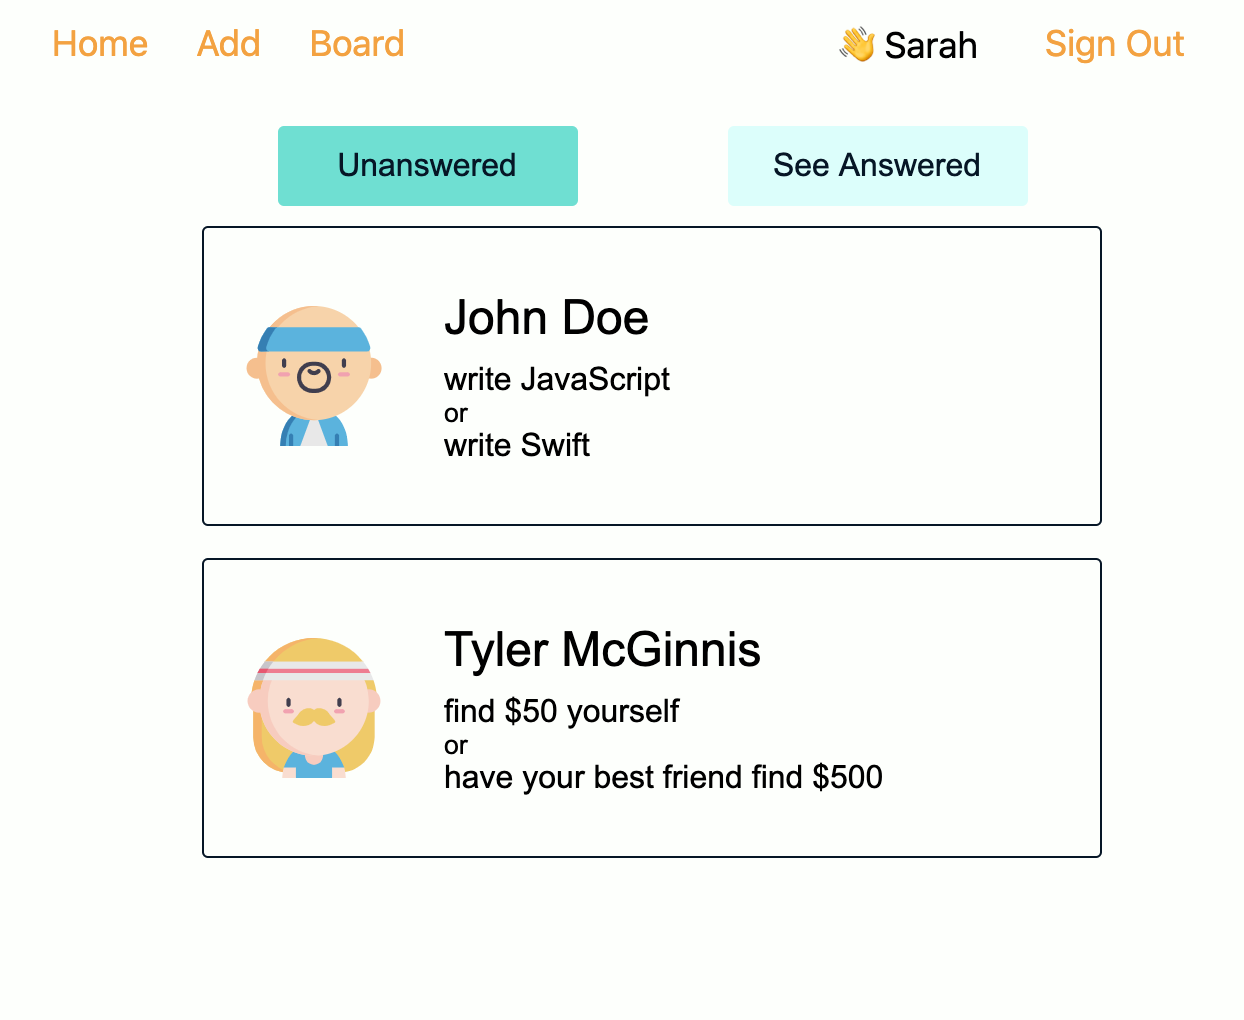 Home Add Board 👋 Sarah Sign Out
Unanswered See Answered
John Doe
write JavaScript
or
write Swift
Tyler McGinnis
find $50 yourself
or
have your best friend find $500